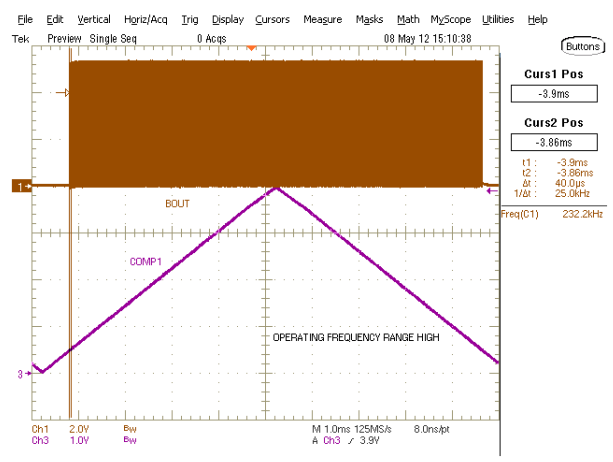 File Edit Vertical Horiz/Acq Trig Display Cursors Measure Masks Math MyScope Utilities Help
Tek Preview Single Seq 0 Acqs 08 May 12 15:10:38
Buttons
Curs1 Pos
-3.9ms
Curs2 Pos
-3.86ms
t1: -3.9ms
t2: -3.86ms
Δt: 40.0µs
1/Δt: 25.0kHz
Freq(C1) 232.2kHz
1
BOUT
COMP1
OPERATING FREQUENCY RANGE HIGH
3
Ch1 2.0V Bw M 1.0ms 125MS/s 8.0ns/pt
Ch3 1.0V Bw A Ch3 / 3.9V